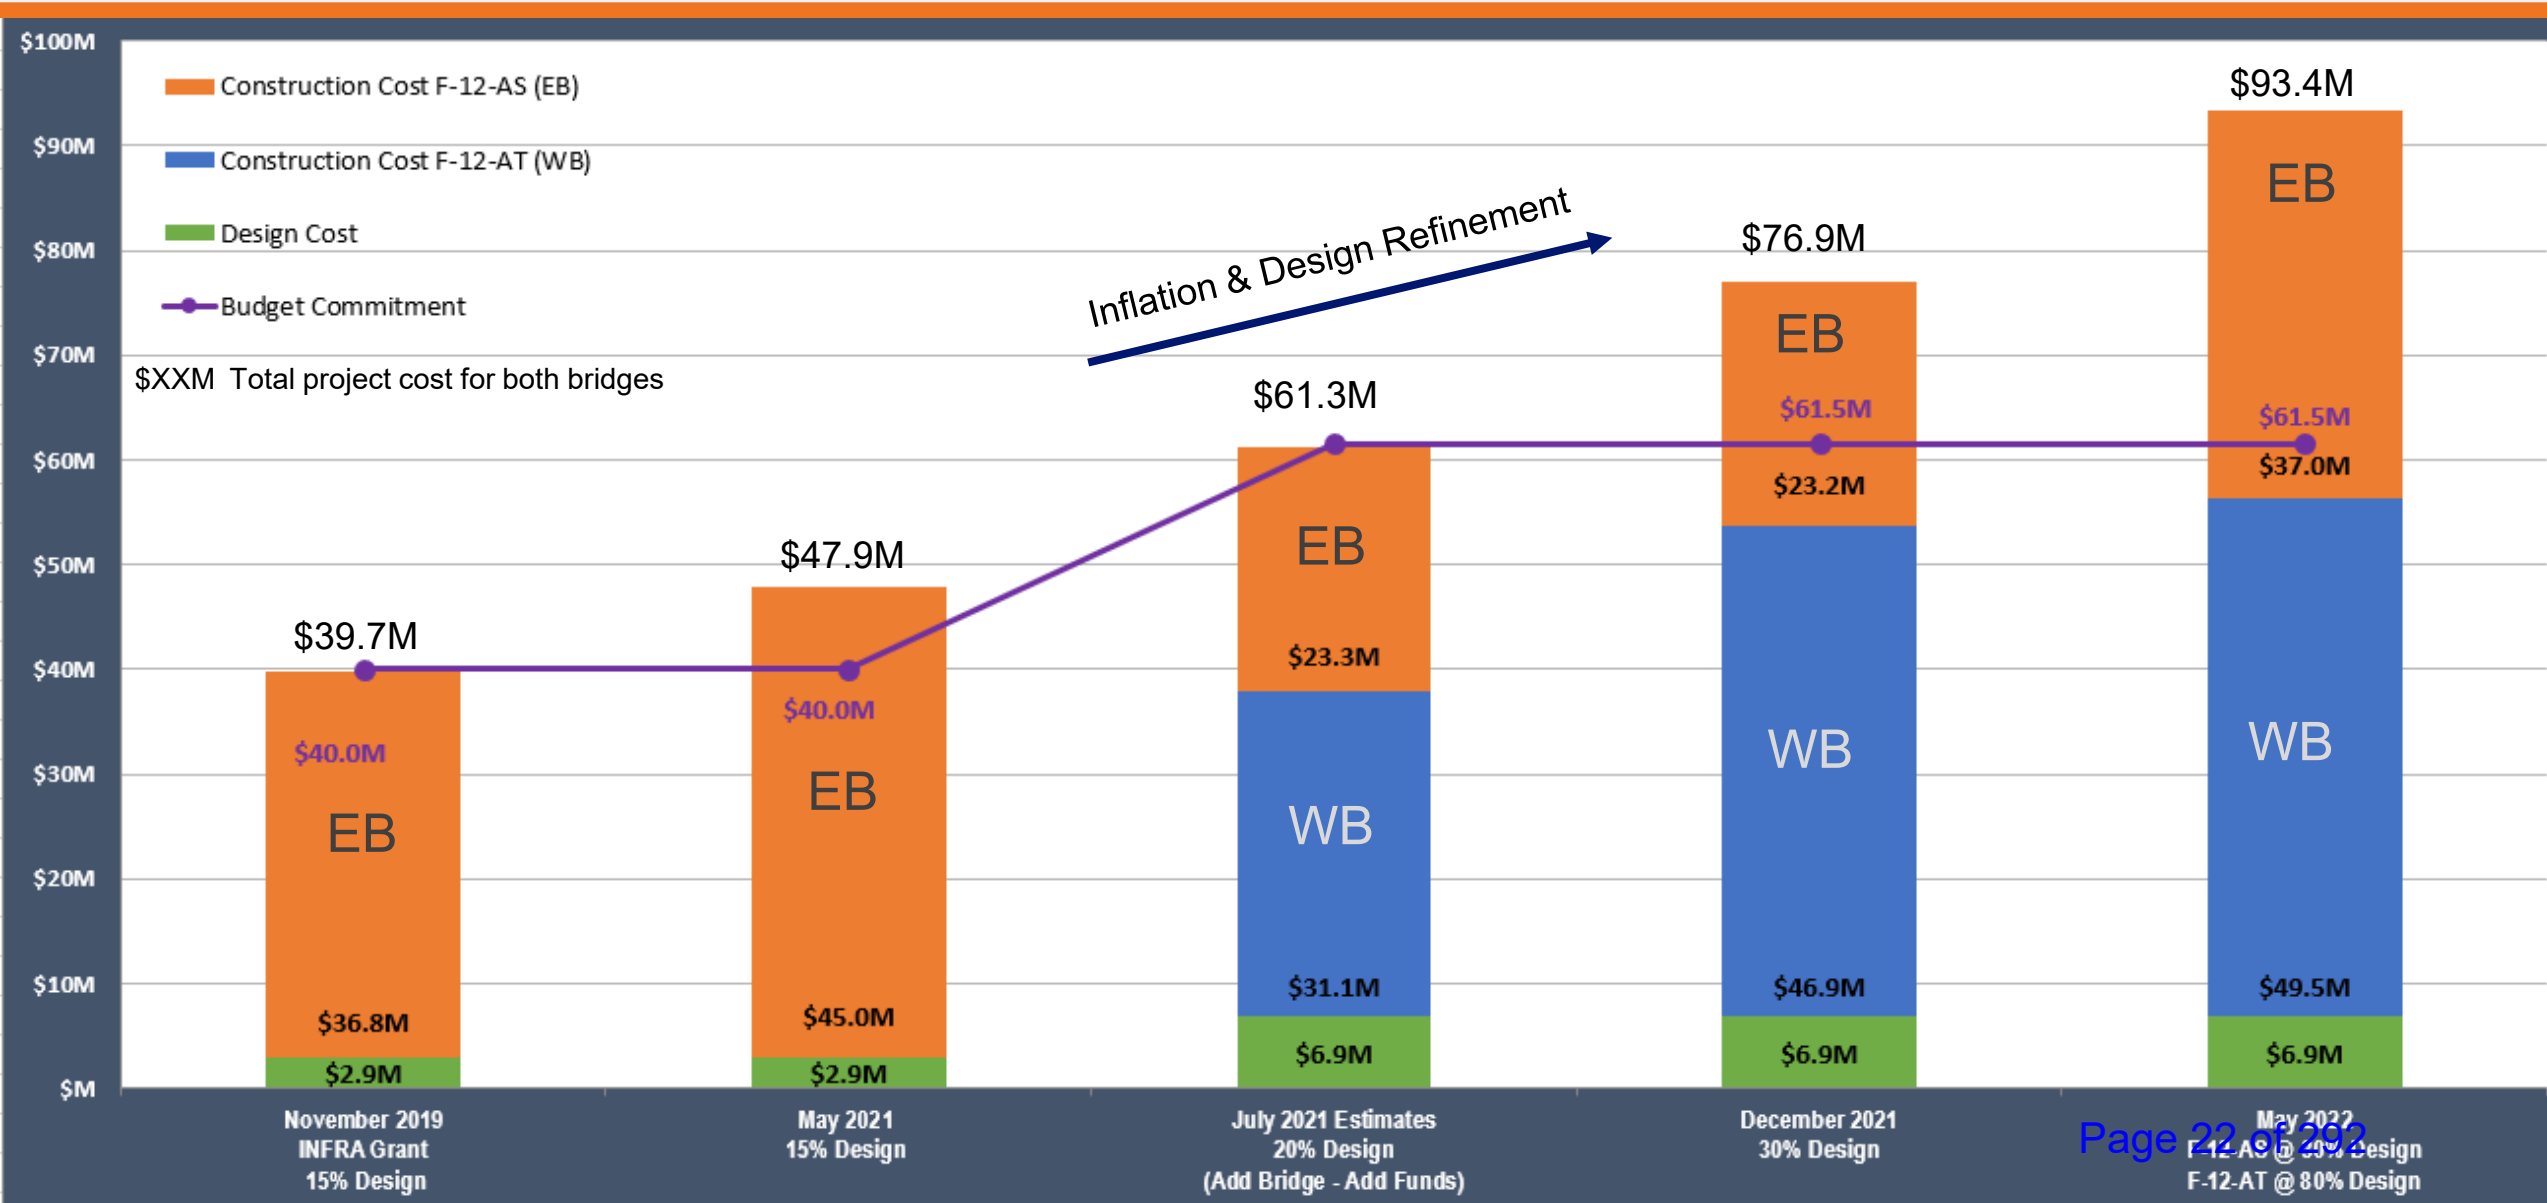 $100M
$90M
$80M
$70M
$60M
$50M
$40M
$30M
$20M
$10M
$M
Construction Cost F-12-AS (EB)
Construction Cost F-12-AT (WB)
Design Cost
Budget Commitment
$XXM Total project cost for both bridges
Inflation & Design Refinement
$39.7M
$40.0M
EB
$36.8M
$2.9M
November 2019
INFRA Grant
15% Design
$47.9M
$40.0M
EB
$45.0M
$2.9M
May 2021
15% Design
$61.3M
EB
$23.3M
WB
$31.1M
$6.9M
July 2021 Estimates
20% Design
(Add Bridge - Add Funds)
$76.9M
EB
$61.5M
$23.2M
WB
$46.9M
$6.9M
December 2021
30% Design
$93.4M
EB
$61.5M
$37.0M
WB
$49.5M
$6.9M
May 2022
F-12-AS @ Design
F-12-AT @ 80% Design
Page 22 of 292